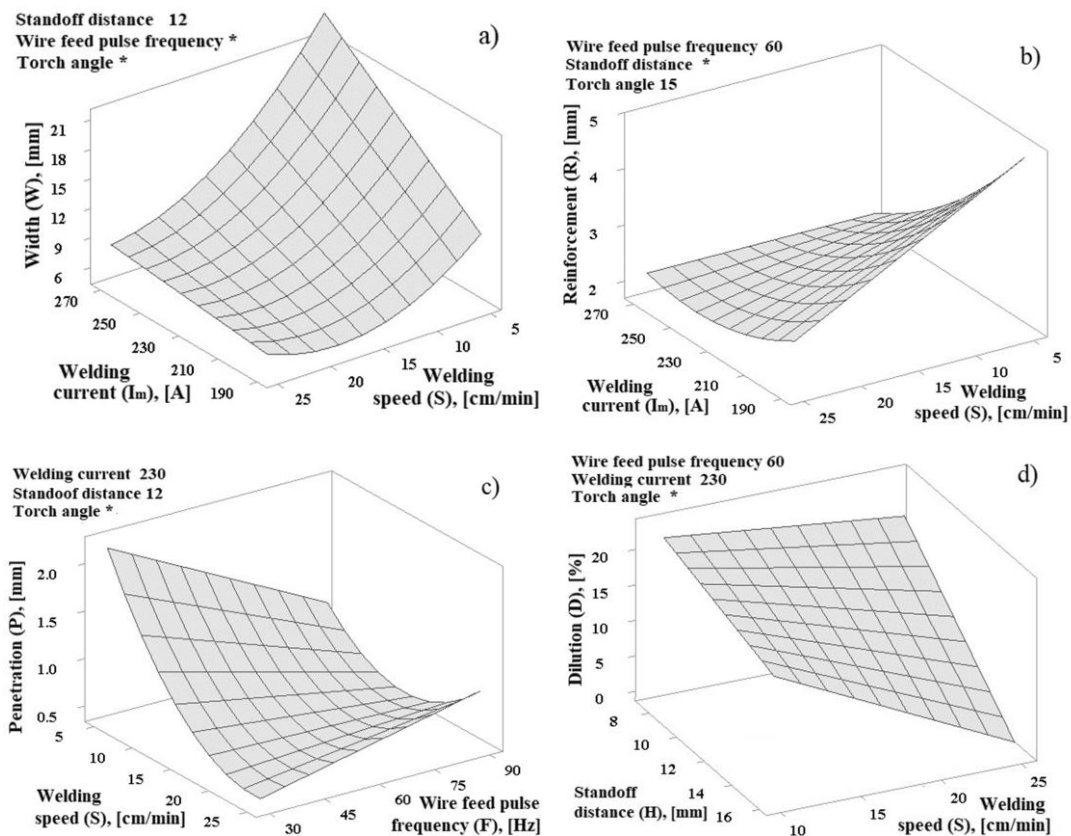 Standoff distance 12
Wire feed pulse frequency *
Torch angle *
a)
Width (W), [mm]
21
18
15
12
9
6
270
250
230
210
190
Welding
current (Im), [A]
25
20
15
10
5
Welding
speed (S), [cm/min]
Wire feed pulse frequency 60
Standoff distance *
Torch angle 15
b)
Reinforcement (R), [mm]
5
4
3
2
270
250
230
210
190
Welding
current (Im), [A]
25
20
15
10
5
Welding
speed (S), [cm/min]
Welding current 230
Standoof distance 12
Torch angle *
c)
Penetration (P), [mm]
2.0
1.5
1.0
0.5
5
10
15
20
25
Welding
speed (S), [cm/min]
30
45
60
75
90
Wire feed pulse
frequency (F), [Hz]
Wire feed pulse frequency 60
Welding current 230
Torch angle *
d)
Dilution (D), [%]
20
15
10
5
0
8
10
12
14
16
Standoff
distance (H), [mm]
10
15
20
25
Welding
speed (S), [cm/min]